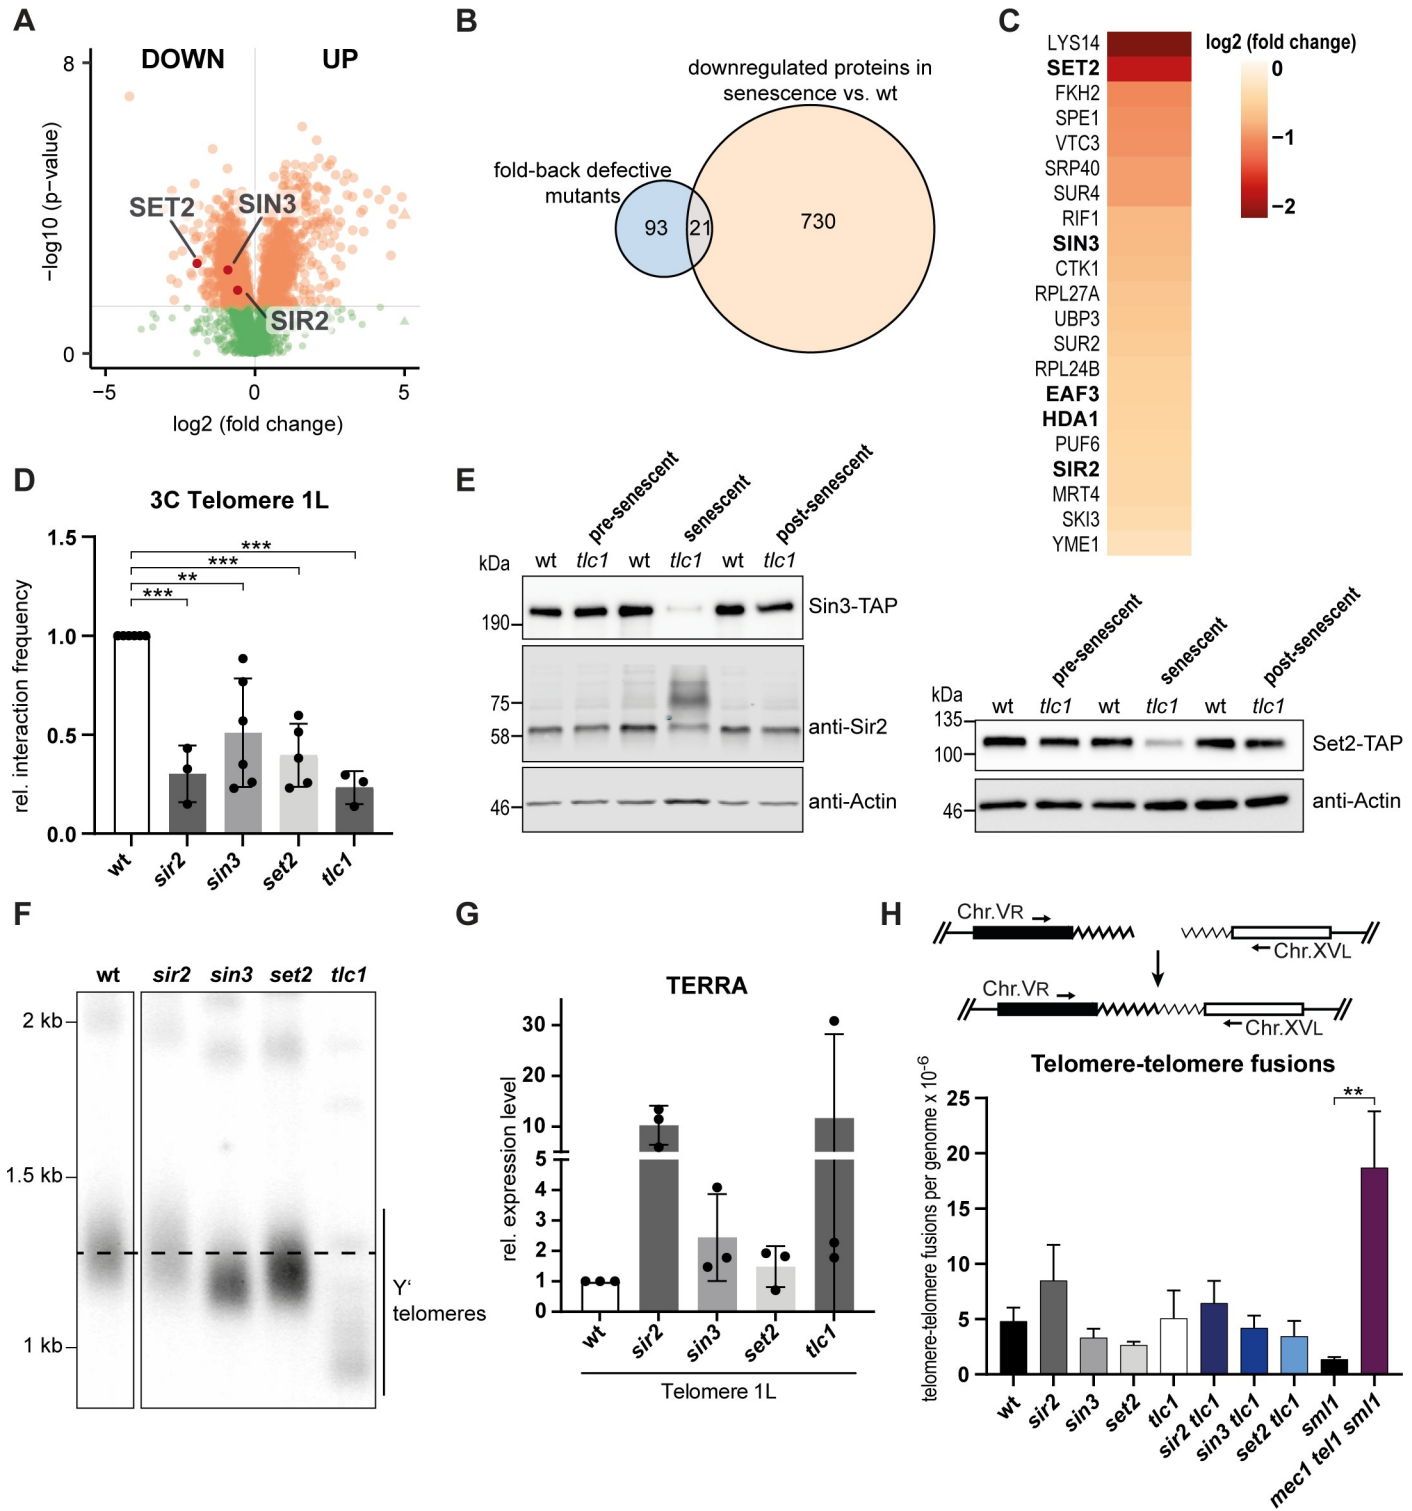 A
DOWN
UP
8
0
−log10 (p−value)
SET2
SIN3
SIR2
−5
0
5
log2 (fold change)
B
downregulated proteins in
senescence vs. wt
fold-back defective
mutants
93
21
730
C
LYS14
SET2
FKH2
SPE1
VTC3
SRP40
SUR4
RIF1
SIN3
CTK1
RPL27A
UBP3
SUR2
RPL24B
EAF3
HDA1
PUF6
SIR2
MRT4
SKI3
YME1
log2 (fold change)
0
−1
−2
D
3C Telomere 1L
rel. interaction frequency
1.5
1.0
0.5
0.0
***
***
**
***
wt
sir2
sin3
set2
tlc1
E
pre-senescent
senescent
post-senescent
kDa
wt
tlc1
wt
tlc1
wt
tlc1
190
Sin3-TAP
75
58
anti-Sir2
46
anti-Actin
pre-senescent
senescent
post-senescent
kDa
wt
tlc1
wt
tlc1
wt
tlc1
135
100
Set2-TAP
46
anti-Actin
F
wt
sir2
sin3
set2
tlc1
2 kb
1.5 kb
1 kb
Y‘
telomeres
G
TERRA
rel. expression level
30
20
10
5
4
3
2
1
0
wt
sir2
sin3
set2
tlc1
Telomere 1L
H
Chr.VR
Chr.XVL
Chr.VR
Chr.XVL
Telomere-telomere fusions
telomere-telomere fusions per genome x 10-6
25
20
15
10
5
0
**
wt
sir2
sin3
set2
tlc1
sir2 tlc1
sin3 tlc1
set2 tlc1
sml1
mec1 tel1 sml1